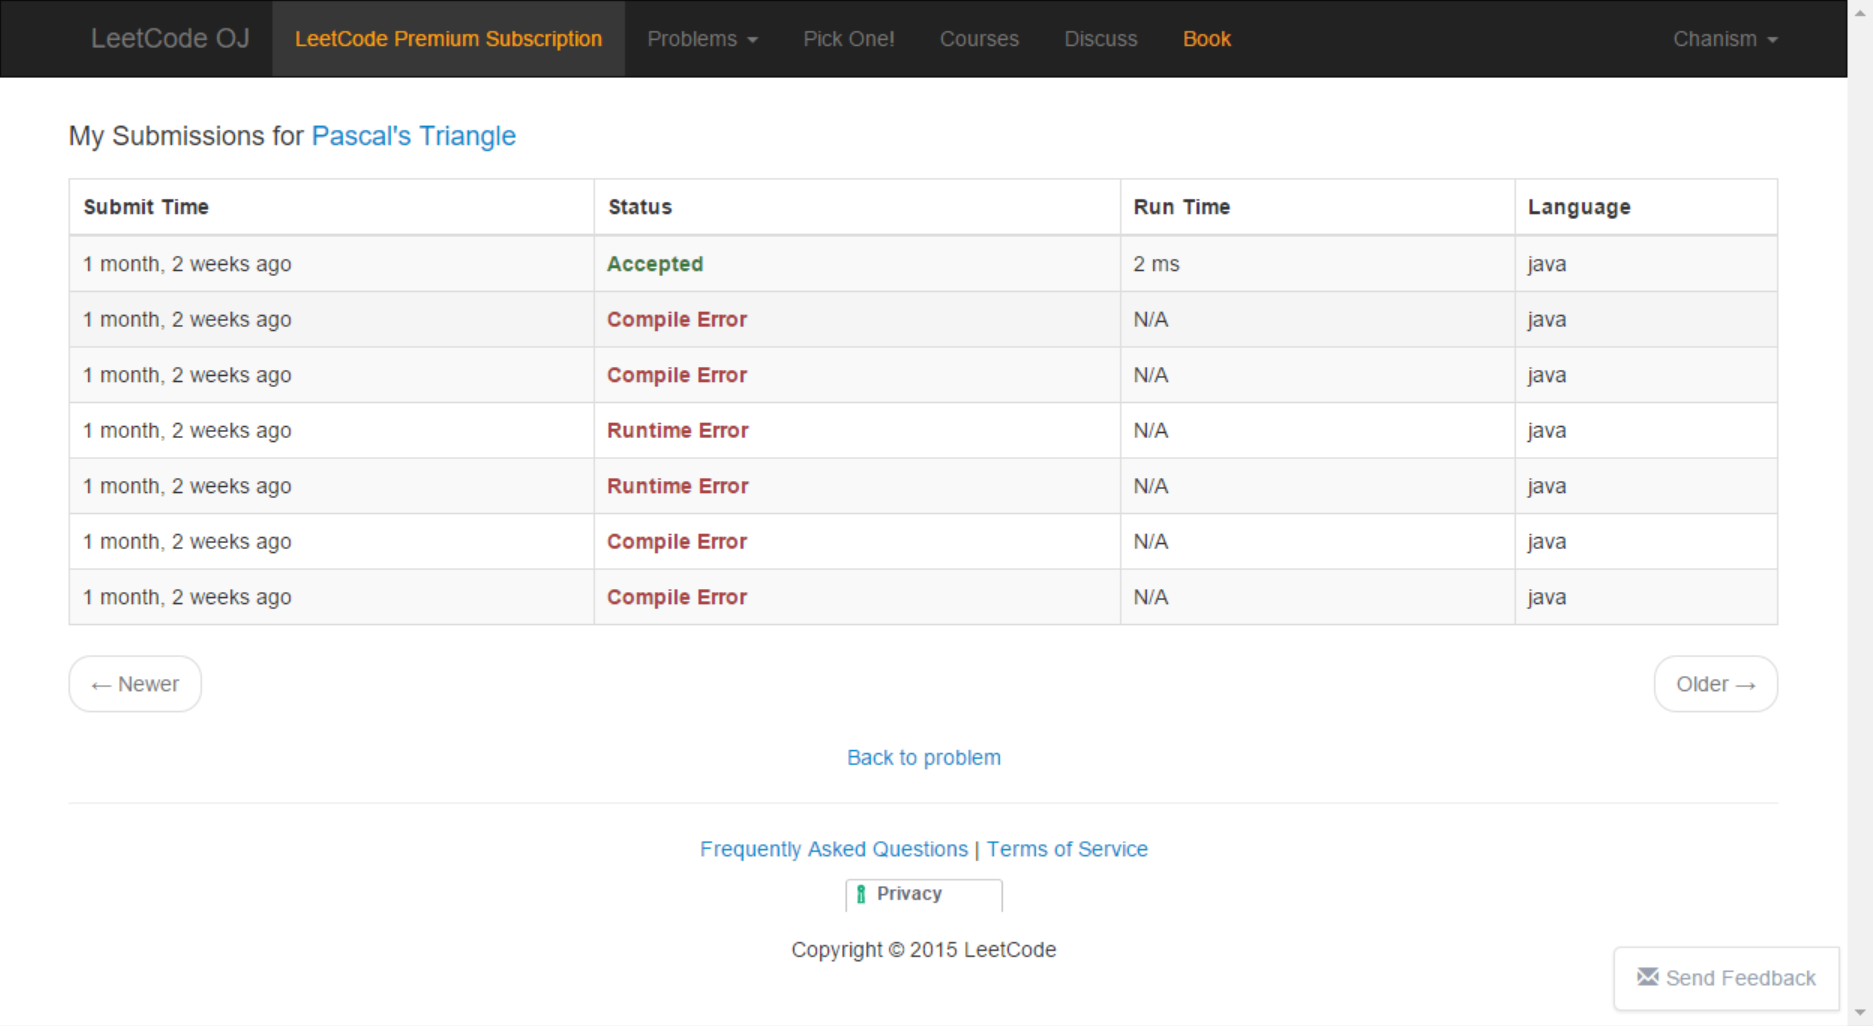 LeetCode OJ LeetCode Premium Subscription Problems Pick One! Courses Discuss Book Chanism
My Submissions for Pascal's Triangle
Submit Time Status Run Time Language
1 month, 2 weeks ago Accepted 2 ms java
1 month, 2 weeks ago Compile Error N/A java
1 month, 2 weeks ago Compile Error N/A java
1 month, 2 weeks ago Runtime Error N/A java
1 month, 2 weeks ago Runtime Error N/A java
1 month, 2 weeks ago Compile Error N/A java
1 month, 2 weeks ago Compile Error N/A java
← Newer Older →
Back to problem
Frequently Asked Questions | Terms of Service
Privacy
Copyright © 2015 LeetCode
Send Feedback